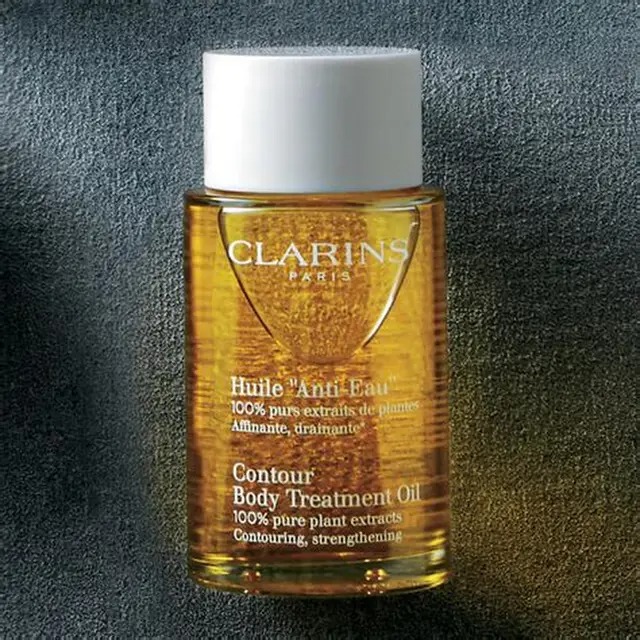 CLARINS
PARIS
Huile "Anti-Eau"
100% purs extraits de plantes
Affinante, drainante*
Contour
Body Treatment Oil
100% pure plant extracts
Contouring, strengthening